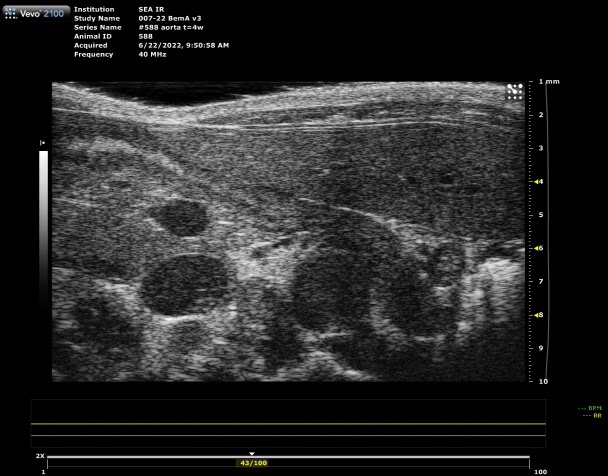 Vevo 2100
Institution SEA IR
Study Name 007-22 BemA v3
Series Name #588 aorta t=4w
Animal ID 588
Acquired 6/22/2022, 9:50:58 AM
Frequency 40 MHz
1 mm
2
3
4
5
6
7
8
9
10
--- BPM
--- RR
2X
43/100
1
100